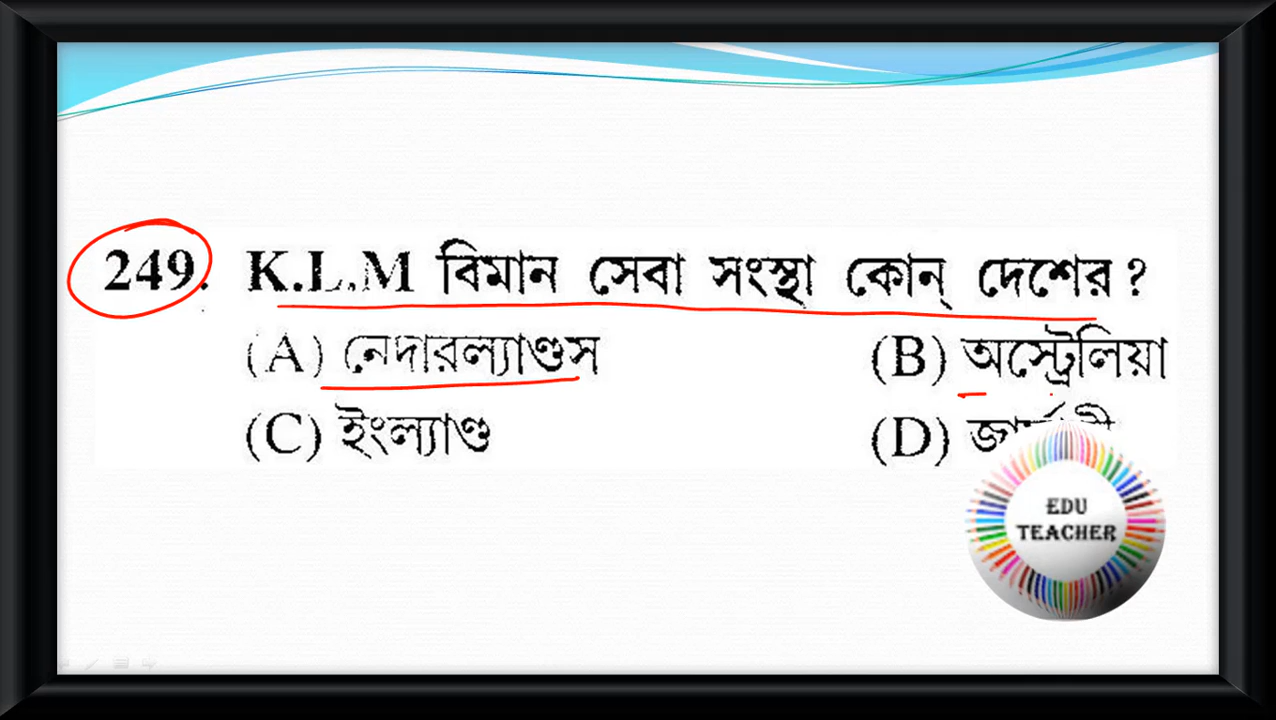 249. K.L.M বিমান সেবা সংস্থা কোন্ দেশের ?
(A) নেদারল্যাণ্ডস (B) অস্ট্রেলিয়া
(C) ইংল্যাণ্ড (D)
EDU
TEACHER